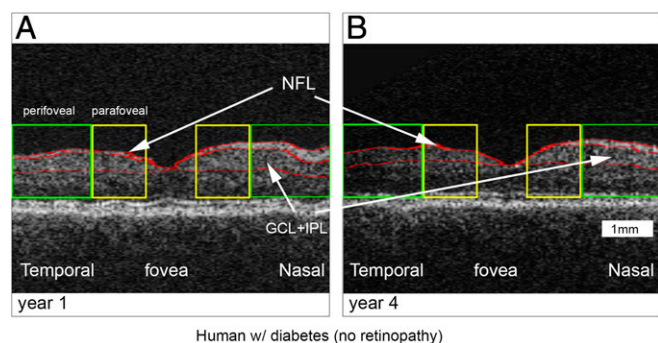 A
B
NFL
perifoveal parafoveal
GCL+IPL
1mm
Temporal fovea Nasal
Temporal fovea Nasal
year 1
year 4
Human w/ diabetes (no retinopathy)